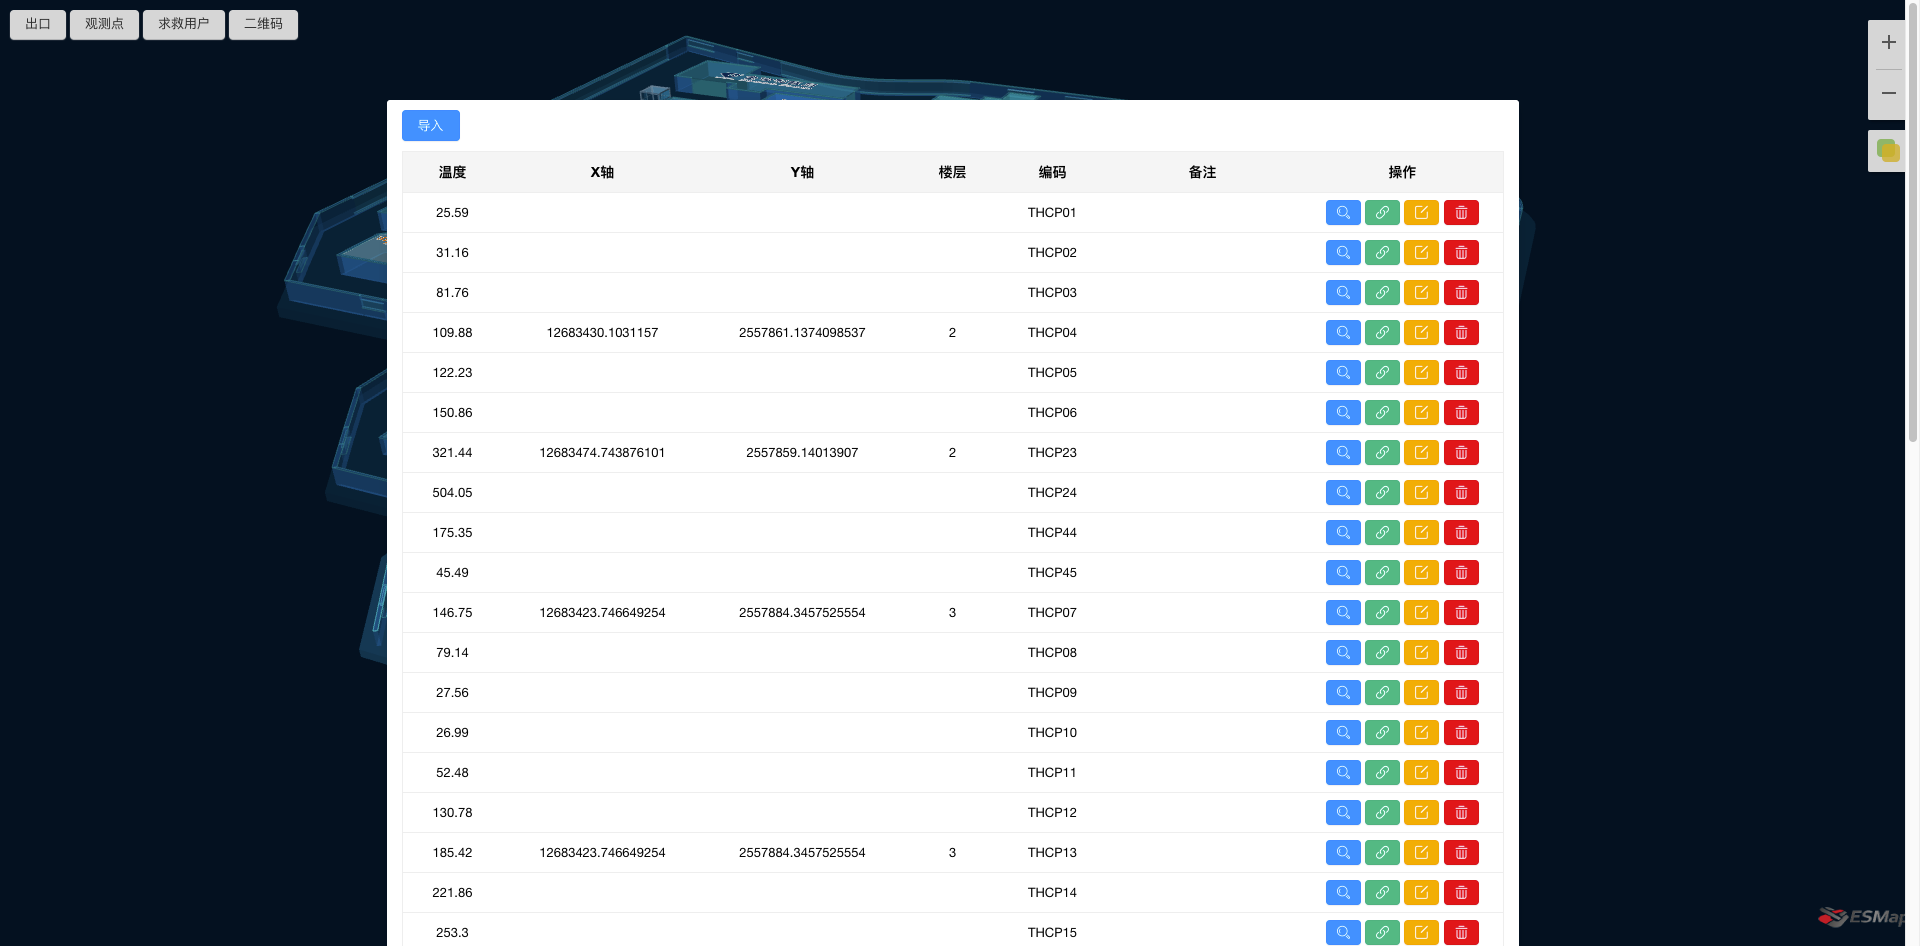 出口 观测点 求救用户 二维码
导入
温度 X轴 Y轴 楼层 编码 备注 操作
25.59 THCP01
31.16 THCP02
81.76 THCP03
109.88 12683430.1031157 2557861.1374098537 2 THCP04
122.23 THCP05
150.86 THCP06
321.44 12683474.743876101 2557859.14013907 2 THCP23
504.05 THCP24
175.35 THCP44
45.49 THCP45
146.75 12683423.746649254 2557884.3457525554 3 THCP07
79.14 THCP08
27.56 THCP09
26.99 THCP10
52.48 THCP11
130.78 THCP12
185.42 12683423.746649254 2557884.3457525554 3 THCP13
221.86 THCP14
253.3 THCP15
ESMap